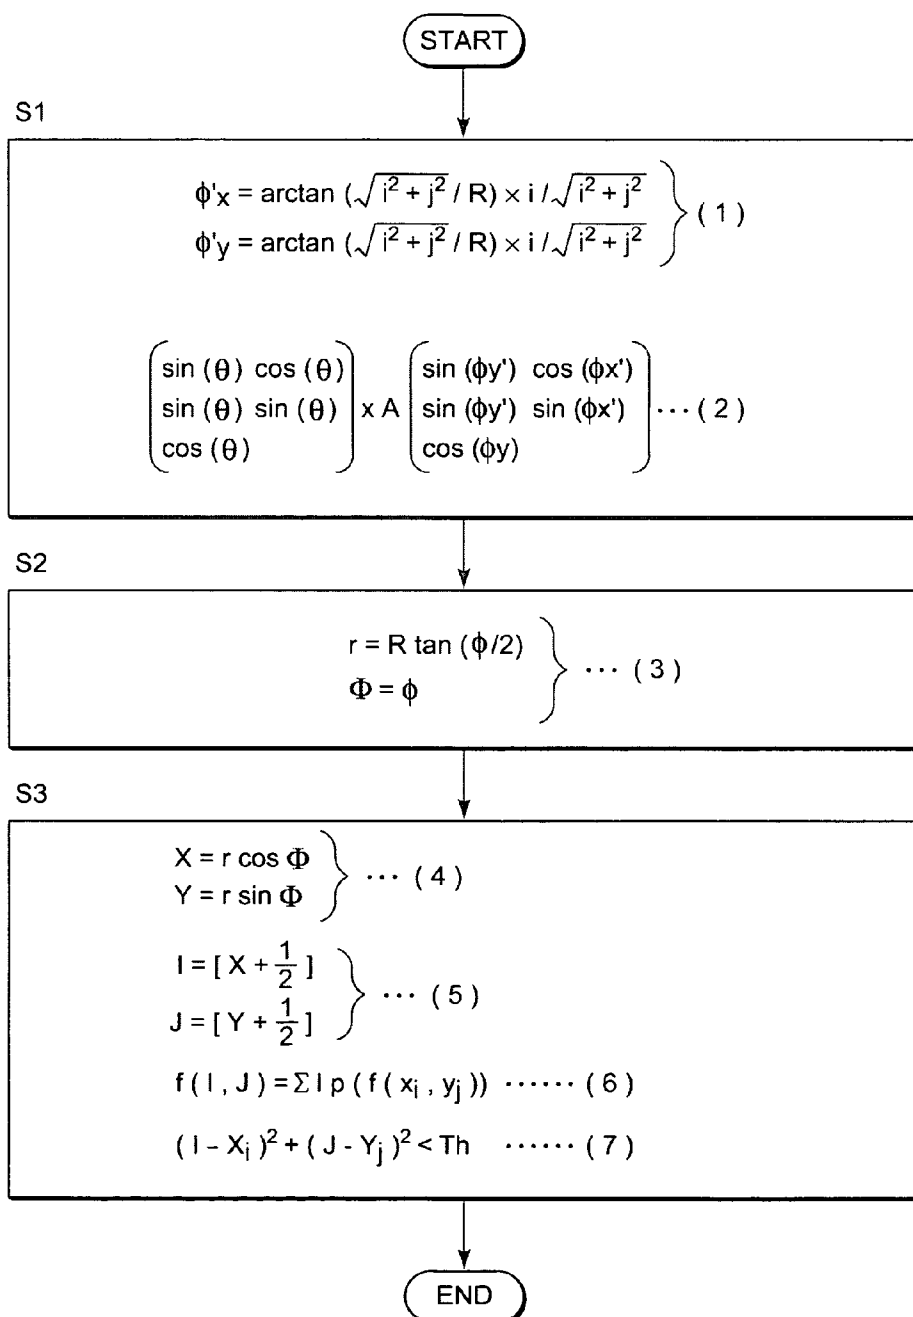 START
S1
ϕ'x = arctan (√(i² + j²) / R) × i / √(i² + j²)
ϕ'y = arctan (√(i² + j²) / R) × i / √(i² + j²)
(1)
sin (θ) cos (θ)
sin (θ) sin (θ)
cos (θ)
x A
sin (ϕy') cos (ϕx')
sin (ϕy') sin (ϕx')
cos (ϕy)
··· (2)
S2
r = R tan (ϕ/2)
Φ = ϕ
··· (3)
S3
X = r cos Φ
Y = r sin Φ
··· (4)
I = [ X + 1/2 ]
J = [ Y + 1/2 ]
··· (5)
f ( I , J ) = Σ I p ( f ( xᵢ , yⱼ )) ······ (6)
( I - Xᵢ )² + ( J - Yⱼ )² < Th ······ (7)
END